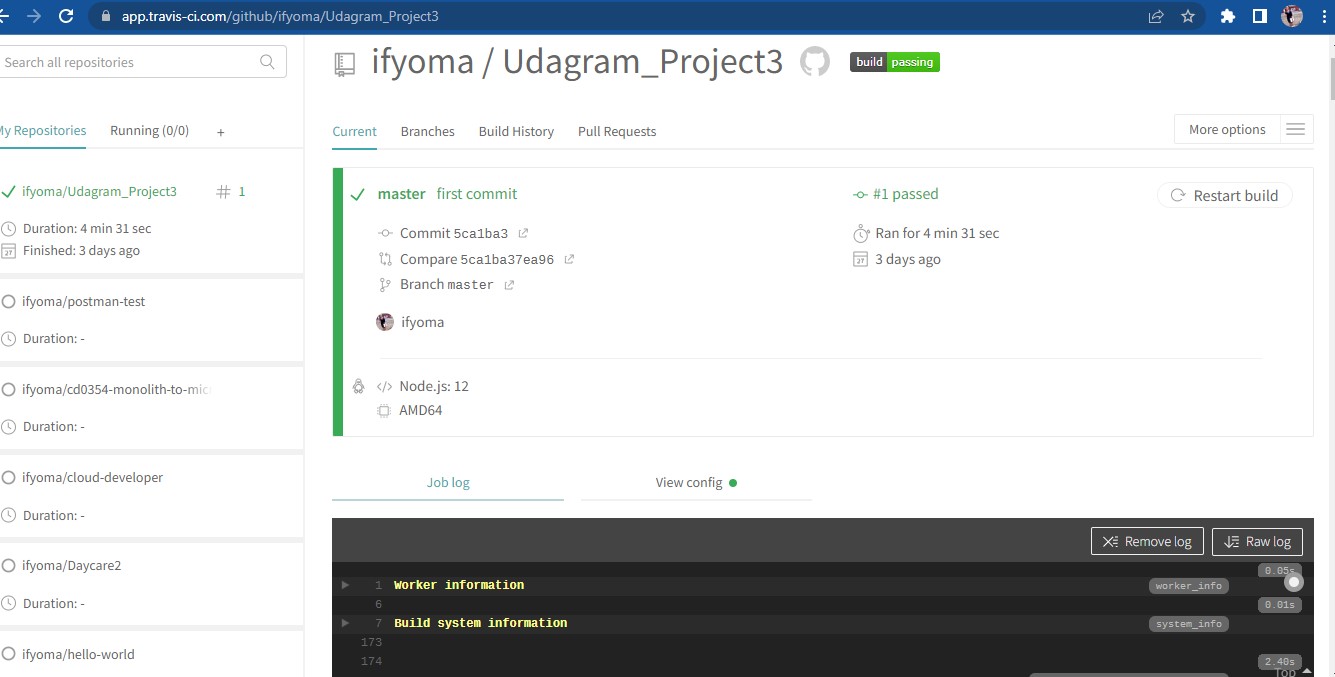 app.travis-ci.com/github/ifyoma/Udagram_Project3
Search all repositories
My Repositories
Running (0/0)
+
ifyoma/Udagram_Project3 # 1
Duration: 4 min 31 sec
Finished: 3 days ago
ifyoma/postman-test
Duration: -
ifyoma/cd0354-monolith-to-mic
Duration: -
ifyoma/cloud-developer
Duration: -
ifyoma/Daycare2
Duration: -
ifyoma/hello-world
ifyoma / Udagram_Project3
build passing
Current
Branches
Build History
Pull Requests
More options
master first commit
Commit 5ca1ba3
Compare 5ca1ba37ea96
Branch master
ifyoma
#1 passed
Ran for 4 min 31 sec
3 days ago
Restart build
Node.js: 12
AMD64
Job log
View config
Remove log
Raw log
0.05s
1 Worker information worker_info
6 0.01s
7 Build system information system_info
173
174 2.40s
Top